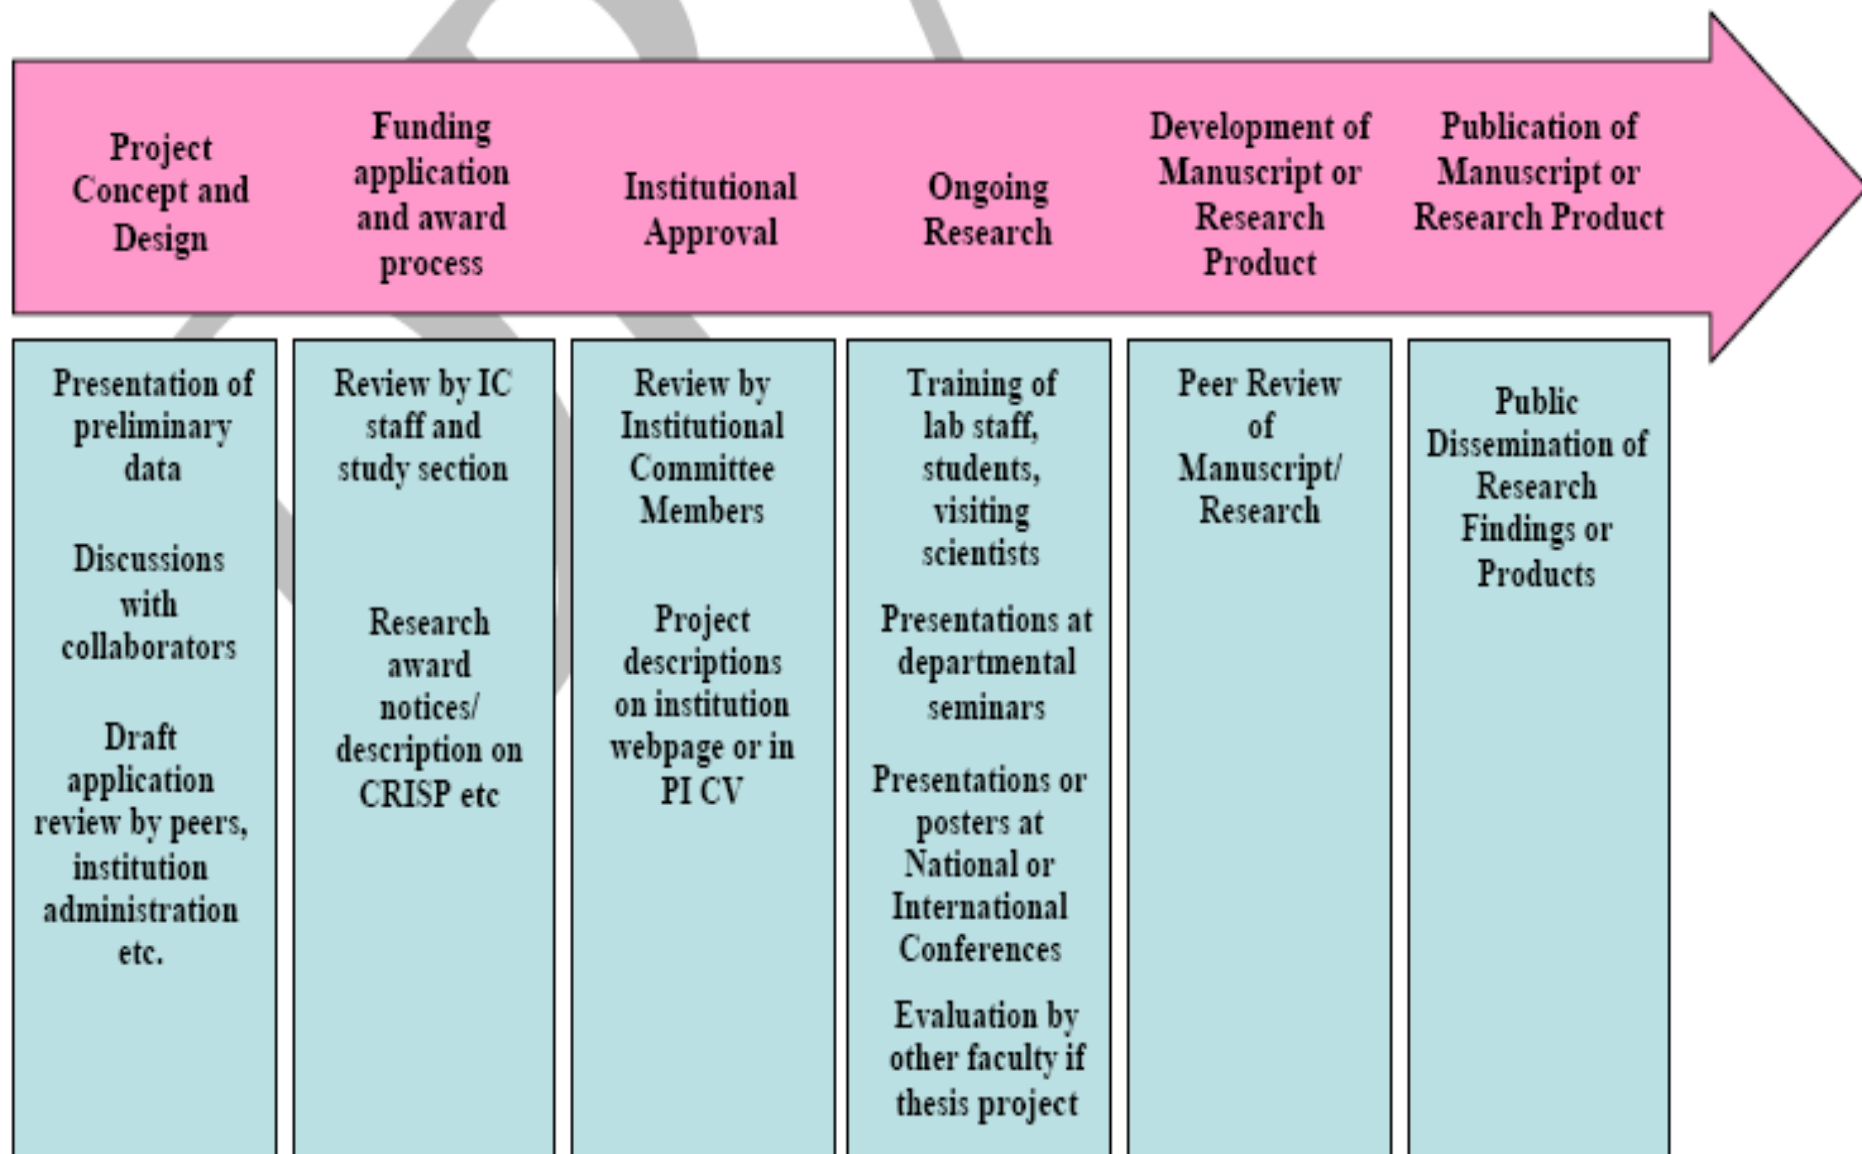 Project
Concept and
Design
Funding
application
and award
process
Institutional
Approval
Ongoing
Research
Development of
Manuscript or
Research
Product
Publication of
Manuscript or
Research Product
Presentation of
preliminary
data
Discussions
with
collaborators
Draft
application
review by peers,
institution
administration
etc.
Review by IC
staff and
study section
Research
award
notices/
description on
CRISP etc
Review by
Institutional
Committee
Members
Project
descriptions
on institution
webpage or in
PI CV
Training of
lab staff,
students,
visiting
scientists
Presentations at
departmental
seminars
Presentations or
posters at
National or
International
Conferences
Evaluation by
other faculty if
thesis project
Peer Review
of
Manuscript/
Research
Public
Dissemination of
Research
Findings or
Products